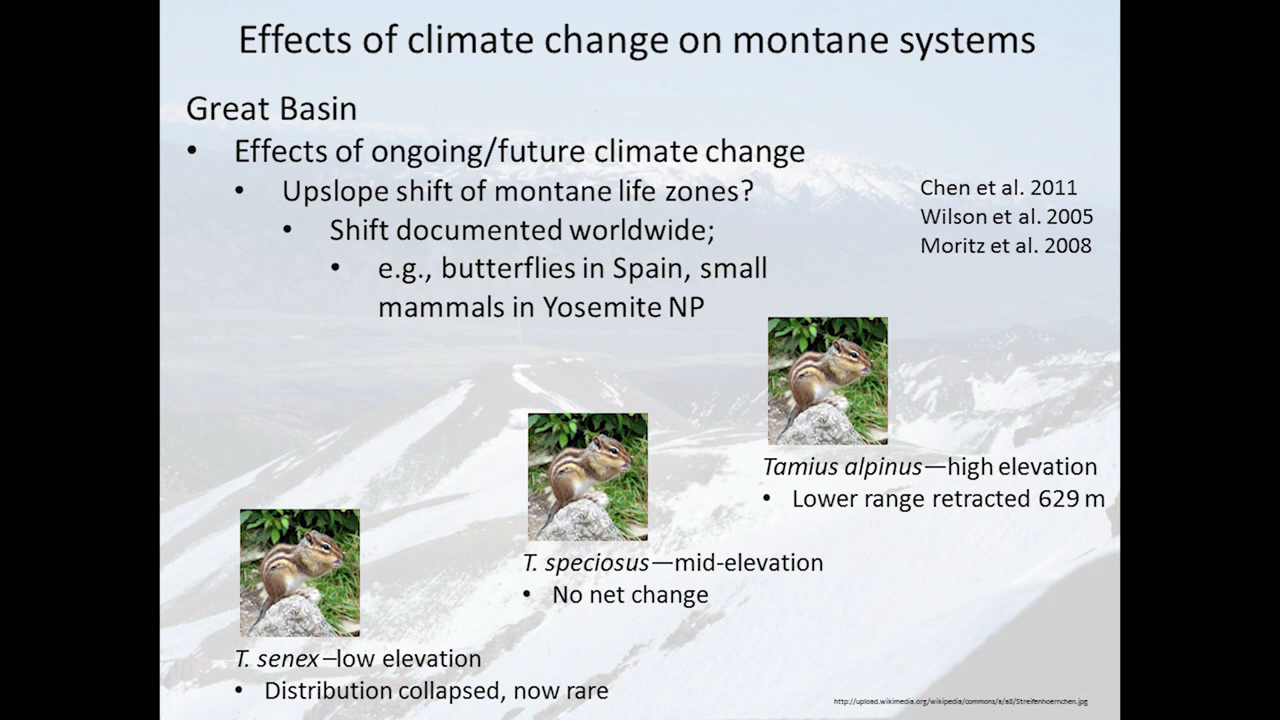 Effects of climate change on montane systems
Great Basin
• Effects of ongoing/future climate change
• Upslope shift of montane life zones?
• Shift documented worldwide;
• e.g., butterflies in Spain, small
mammals in Yosemite NP
Chen et al. 2011
Wilson et al. 2005
Moritz et al. 2008
Tamius alpinus—high elevation
• Lower range retracted 629 m
T. speciosus—mid-elevation
• No net change
T. senex–low elevation
• Distribution collapsed, now rare
http://upload.wikimedia.org/wikipedia/commons/a/a8/Streifenhoernchen.jpg